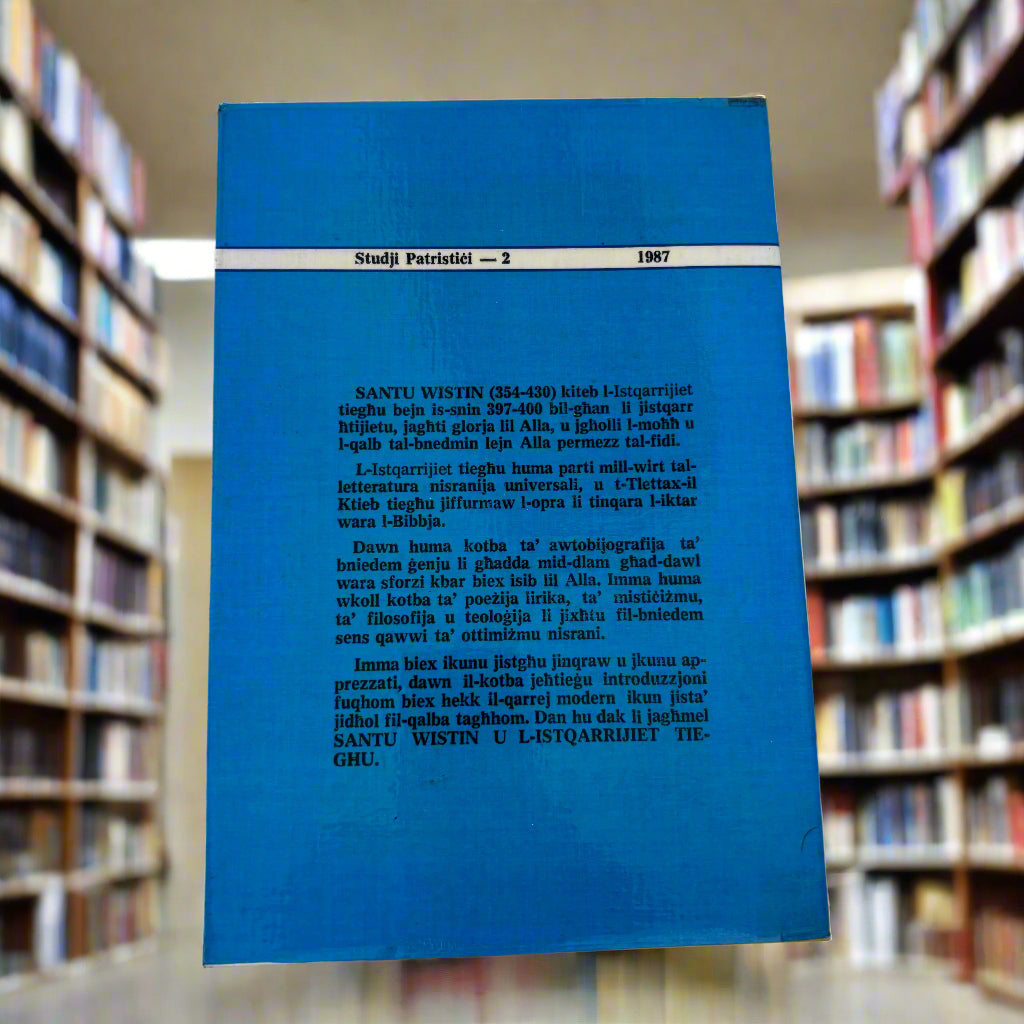 Studji Patristiċi — 2 1987
SANTU WISTIN (354-430) kiteb l-Istqarrijiet
tiegħu bejn is-snin 397-400 bil-għan li jistqarr
ħtijietu, jagħti glorja lil Alla, u jgħolli l-moħħ u
l-qalb tal-bnedmin lejn Alla permezz tal-fidi.
L-Istqarrijiet tiegħu huma parti mill-wirt tal-
letteratura nisranija universali, u t-Tlettax-il
Ktieb tiegħu jiffurmaw l-opra li tinqara l-iktar
wara l-Bibbja.
Dawn huma kotba ta' awtobijografija ta'
bniedem ġenju li għadda mid-dlam għad-dawl
wara sforzi kbar biex isib lil Alla. Imma huma
wkoll kotba ta' poeżija lirika, ta' mistiċiżmu,
ta' filosofija u teoloġija li jixħtu fil-bniedem
sens qawwi ta' ottimiżmu nisrani.
Imma biex ikunu jistgħu jinqraw u jkunu ap-
prezzati, dawn il-kotba jeħtieġu introduzzjoni
fuqhom biex hekk il-qarrej modern ikun jista'
jidħol fil-qalba tagħhom. Dan hu dak li jagħmel
SANTU WISTIN U L-ISTQARRIJIET TIE-
GĦU.